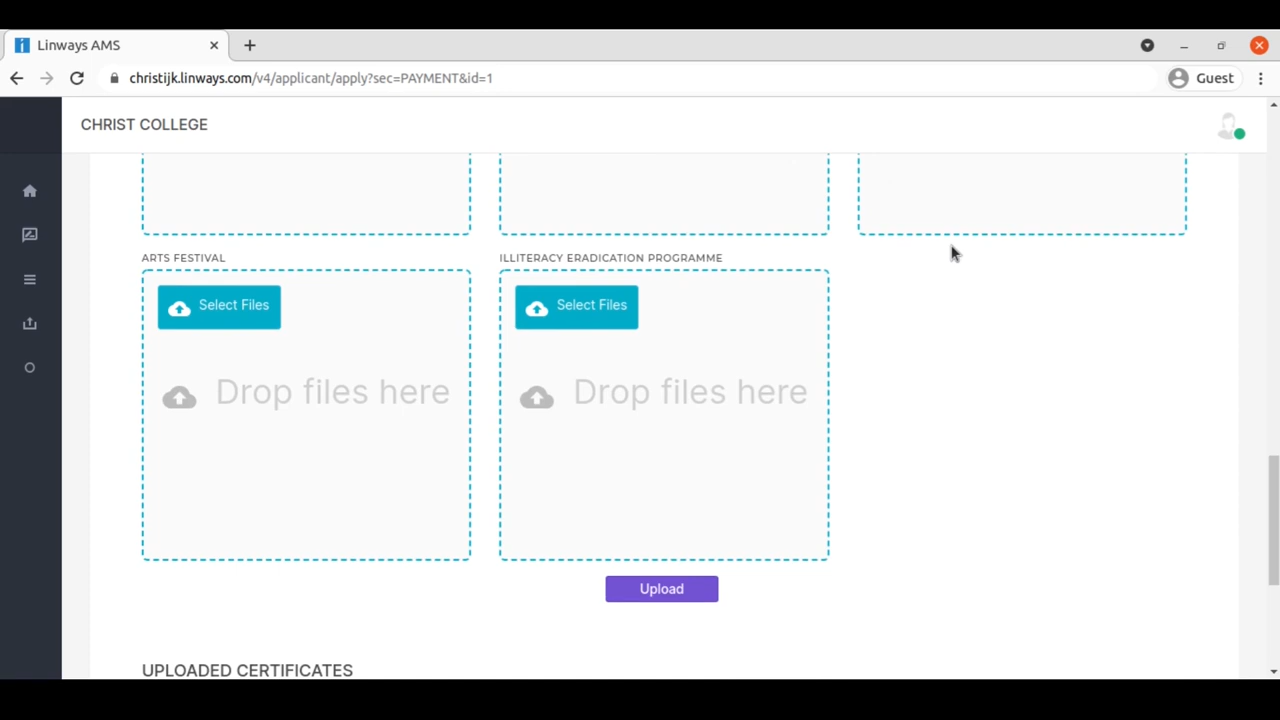 Linways AMS
christijk.linways.com/v4/applicant/apply?sec=PAYMENT&id=1
Guest
CHRIST COLLEGE
ARTS FESTIVAL
ILLITERACY ERADICATION PROGRAMME
Select Files
Select Files
Drop files here
Drop files here
Upload
UPLOADED CERTIFICATES